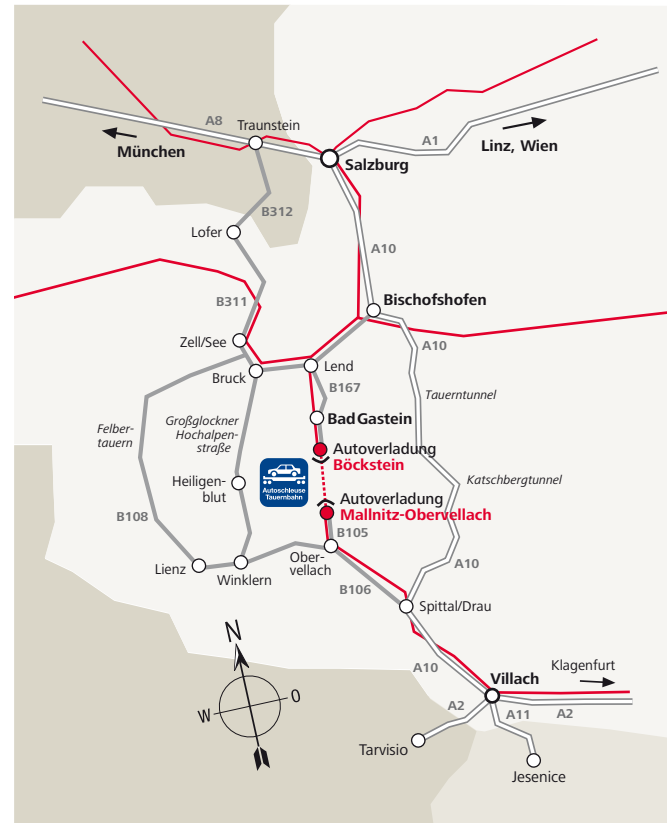 A8
Traunstein
München
A1
Linz, Wien
Salzburg
B312
Lofer
A10
B311
Bischofshofen
Zell/See
A10
Lend
Bruck
B167
Tauerntunnel
Bad Gastein
Felber-
tauern
Großglockner
Hochalpen-
straße
Autoverladung
Böckstein
Heiligen-
blut
Autoschleuse
Tauernbahn
Katschbergtunnel
Autoverladung
Mallnitz-Obervellach
B108
B105
Ober-
vellach
Lienz
Winklern
A10
B106
Spittal/Drau
N
O
W
A10
Villach
Klagenfurt
A2
A11
A2
Tarvisio
Jesenice